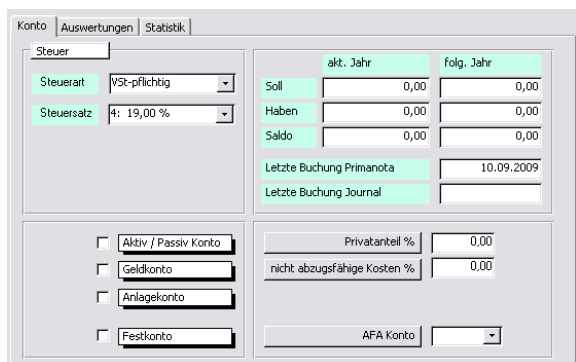 Konto Auswertungen Statistik
Steuer
Steuerart VSt-pflichtig
Steuersatz 4: 19,00 %
akt. Jahr folg. Jahr
Soll 0,00 0,00
Haben 0,00 0,00
Saldo 0,00 0,00
Letzte Buchung Primanota 10.09.2009
Letzte Buchung Journal
Aktiv / Passiv Konto
Geldkonto
Anlagekonto
Festkonto
Privatanteil % 0,00
nicht abzugsfähige Kosten % 0,00
AFA Konto